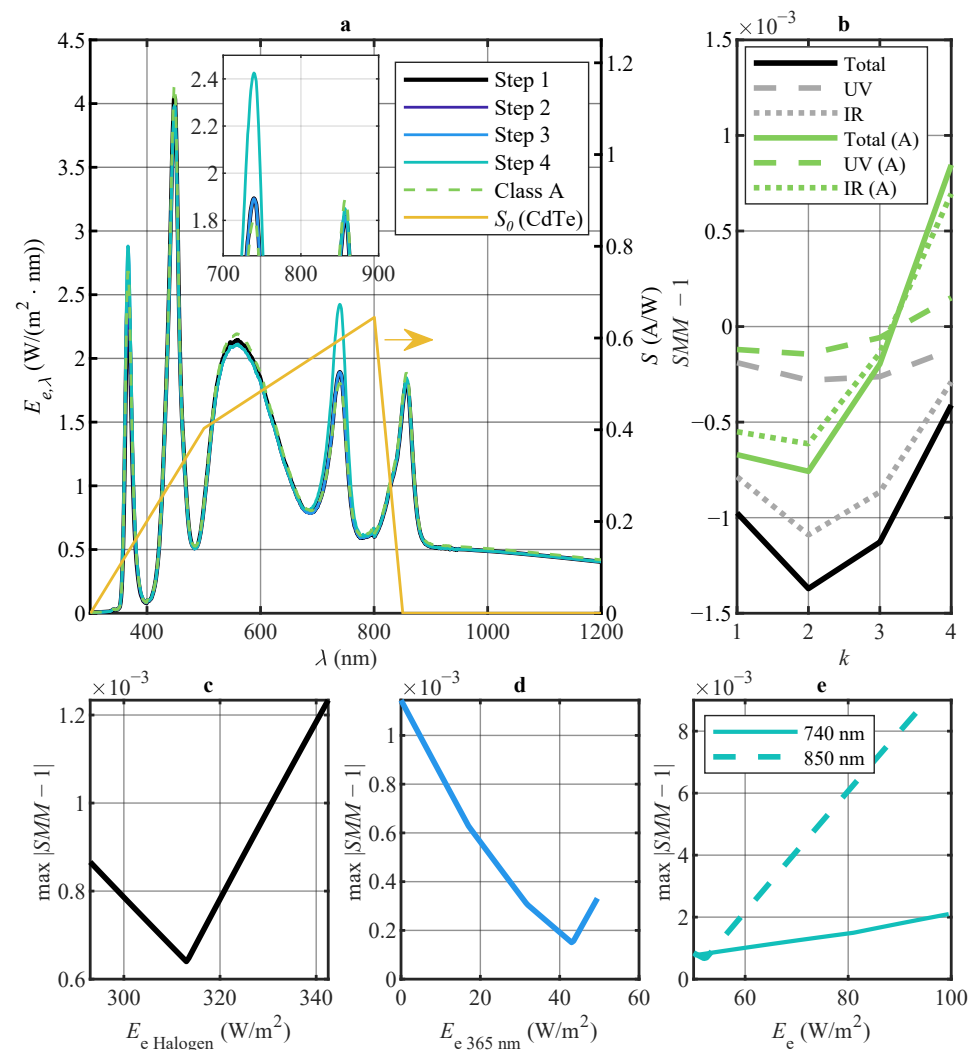 a
4.5
4
3.5
3
2.5
2
1.5
1
0.5
0
E_{e,λ} (W/(m² · nm))
400
600
800
1000
1200
λ (nm)
1.2
1
0.8
0.6
0.4
0.2
0
S (A/W)
2.4
2.2
2
1.8
700
800
900
Step 1
Step 2
Step 3
Step 4
Class A
S_0 (CdTe)
b
×10⁻³
1.5
1
0.5
0
−0.5
−1
−1.5
SMM − 1
1
2
3
4
k
Total
UV
IR
Total (A)
UV (A)
IR (A)
c
×10⁻³
1.2
1
0.8
0.6
max |SMM − 1|
300
320
340
E_{e Halogen} (W/m²)
d
×10⁻³
1
0.8
0.6
0.4
0.2
0
max |SMM − 1|
0
20
40
60
E_{e 365 nm} (W/m²)
e
×10⁻³
8
6
4
2
0
max |SMM − 1|
60
80
100
E_e (W/m²)
740 nm
850 nm